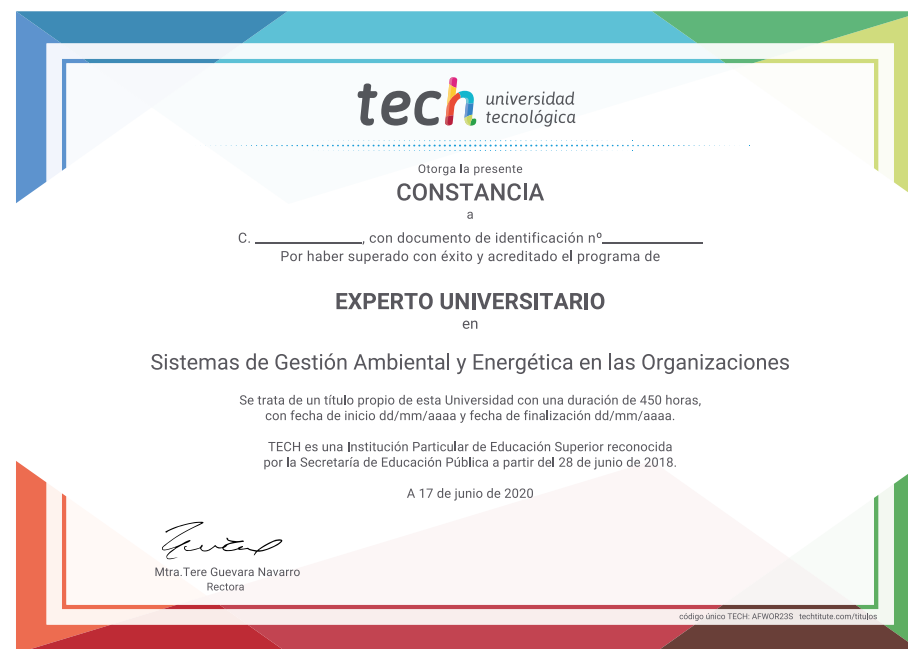 tech universidad
tecnológica
Otorga la presente
CONSTANCIA
a
C. ____________, con documento de identificación nº____________
Por haber superado con éxito y acreditado el programa de
EXPERTO UNIVERSITARIO
en
Sistemas de Gestión Ambiental y Energética en las Organizaciones
Se trata de un título propio de esta Universidad con una duración de 450 horas,
con fecha de inicio dd/mm/aaaa y fecha de finalización dd/mm/aaaa.
TECH es una Institución Particular de Educación Superior reconocida
por la Secretaría de Educación Pública a partir del 28 de junio de 2018.
A 17 de junio de 2020
Mtra.Tere Guevara Navarro
Rectora
código único TECH: AFWOR23S techtitute.com/titulos